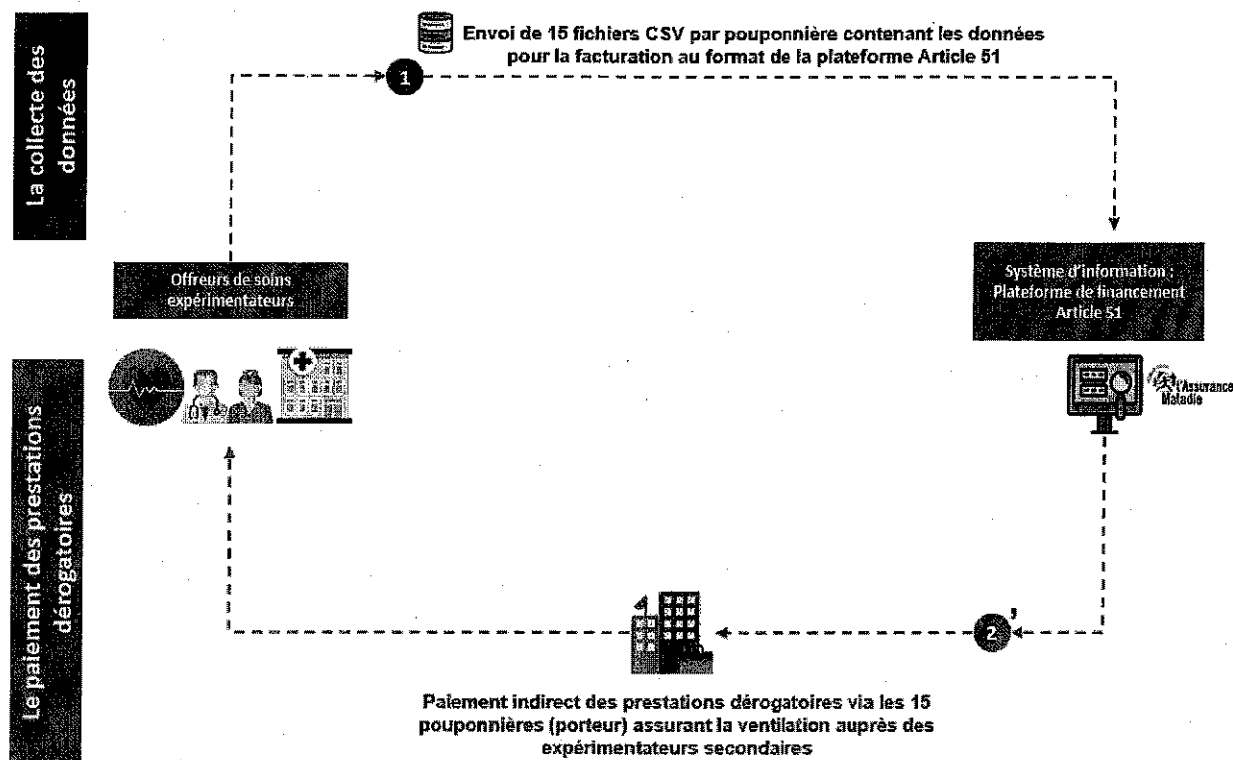 La collecte des
données
Envoi de 15 fichiers CSV par pouponnière contenant les données
pour la facturation au format de la plateforme Article 51
1
Offreurs de soins
expérimentateurs
Système d'information :
Plateforme de financement
Article 51
l'Assurance
Maladie
Le paiement des prestations
dérogatoires
2
Paiement indirect des prestations dérogatoires via les 15
pouponnières (porteur) assurant la ventilation auprès des
expérimentateurs secondaires